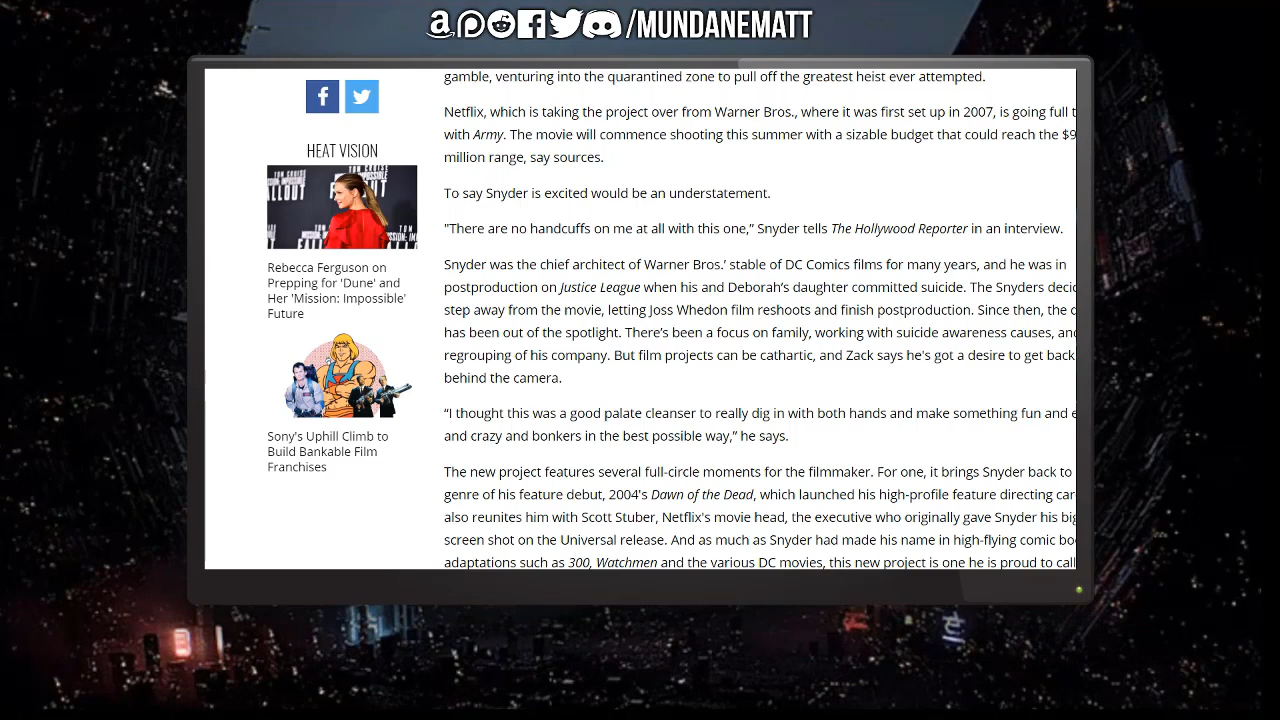 /MUNDANEMATT
HEAT VISION
Rebecca Ferguson on
Prepping for 'Dune' and
Her 'Mission: Impossible'
Future
Sony's Uphill Climb to
Build Bankable Film
Franchises
gamble, venturing into the quarantined zone to pull off the greatest heist ever attempted.
Netflix, which is taking the project over from Warner Bros., where it was first set up in 2007, is going full t
with Army. The movie will commence shooting this summer with a sizable budget that could reach the $9
million range, say sources.
To say Snyder is excited would be an understatement.
"There are no handcuffs on me at all with this one,” Snyder tells The Hollywood Reporter in an interview.
Snyder was the chief architect of Warner Bros.’ stable of DC Comics films for many years, and he was in
postproduction on Justice League when his and Deborah’s daughter committed suicide. The Snyders deci
step away from the movie, letting Joss Whedon film reshoots and finish postproduction. Since then, the
has been out of the spotlight. There’s been a focus on family, working with suicide awareness causes, and
regrouping of his company. But film projects can be cathartic, and Zack says he's got a desire to get back
behind the camera.
“I thought this was a good palate cleanser to really dig in with both hands and make something fun and e
and crazy and bonkers in the best possible way,” he says.
The new project features several full-circle moments for the filmmaker. For one, it brings Snyder back to
genre of his feature debut, 2004's Dawn of the Dead, which launched his high-profile feature directing car
also reunites him with Scott Stuber, Netflix's movie head, the executive who originally gave Snyder his big
screen shot on the Universal release. And as much as Snyder had made his name in high-flying comic bo
adaptations such as 300, Watchmen and the various DC movies, this new project is one he is proud to call